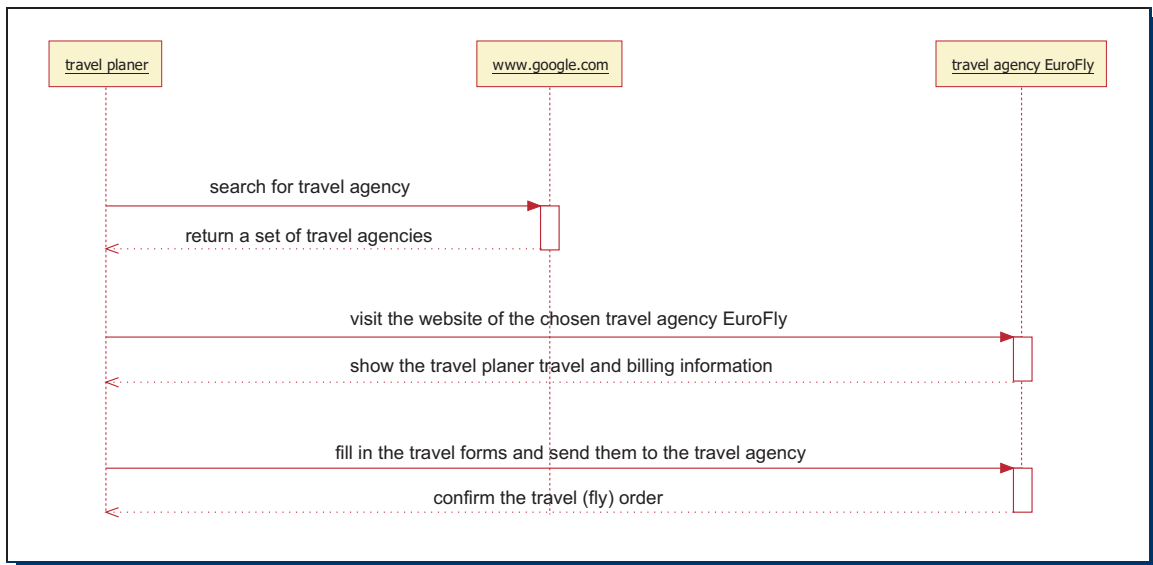 travel planer
www.google.com
travel agency EuroFly
search for travel agency
return a set of travel agencies
visit the website of the chosen travel agency EuroFly
show the travel planer travel and billing information
fill in the travel forms and send them to the travel agency
confirm the travel (fly) order